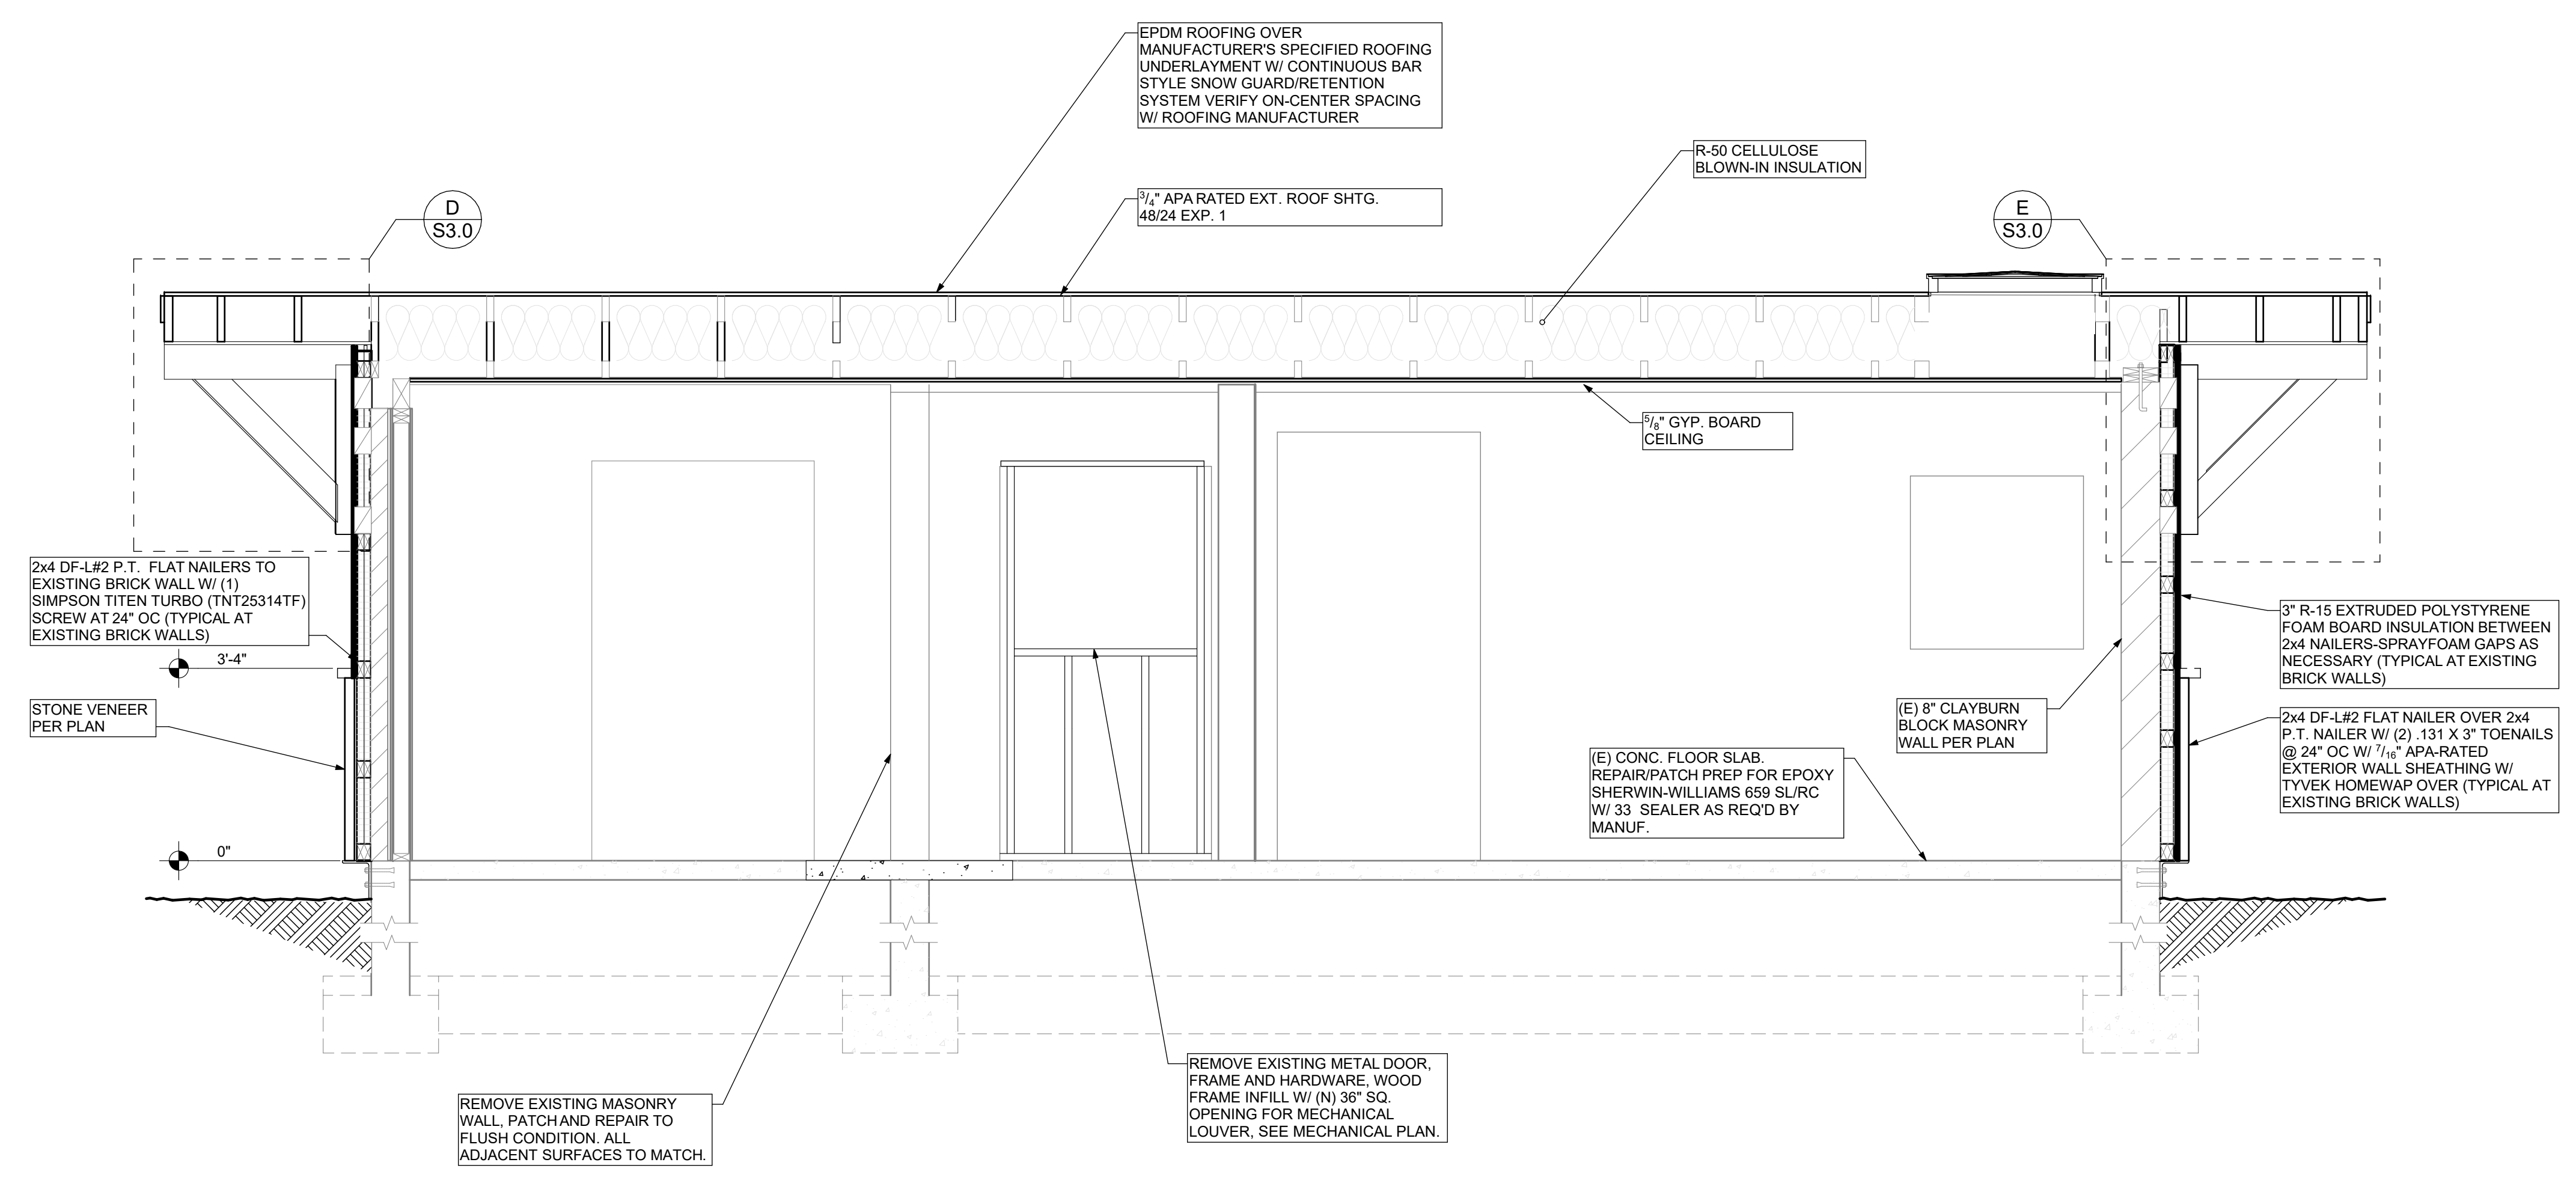 EPDM ROOFING OVER
MANUFACTURER'S SPECIFIED ROOFING
UNDERLAYMENT W/ CONTINUOUS BAR
STYLE SNOW GUARD/RETENTION
SYSTEM VERIFY ON-CENTER SPACING
W/ ROOFING MANUFACTURER
R-50 CELLULOSE
BLOWN-IN INSULATION
3/4" APA RATED EXT. ROOF SHTG.
48/24 EXP. 1
D
S3.0
E
S3.0
5/8" GYP. BOARD
CEILING
2x4 DF-L#2 P.T. FLAT NAILERS TO
EXISTING BRICK WALL W/ (1)
SIMPSON TITEN TURBO (TNT25314TF)
SCREW AT 24" OC (TYPICAL AT
EXISTING BRICK WALLS)
3'-4"
STONE VENEER
PER PLAN
0"
3" R-15 EXTRUDED POLYSTYRENE
FOAM BOARD INSULATION BETWEEN
2x4 NAILERS-SPRAYFOAM GAPS AS
NECESSARY (TYPICAL AT EXISTING
BRICK WALLS)
(E) 8" CLAYBURN
BLOCK MASONRY
WALL PER PLAN
2x4 DF-L#2 FLAT NAILER OVER 2x4
P.T. NAILER W/ (2) .131 X 3" TOENAILS
@ 24" OC W/ 7/16" APA-RATED
EXTERIOR WALL SHEATHING W/
TYVEK HOMEWAP OVER (TYPICAL AT
EXISTING BRICK WALLS)
(E) CONC. FLOOR SLAB.
REPAIR/PATCH PREP FOR EPOXY
SHERWIN-WILLIAMS 659 SL/RC
W/ 33 SEALER AS REQ'D BY
MANUF.
REMOVE EXISTING METAL DOOR,
FRAME AND HARDWARE, WOOD
FRAME INFILL W/ (N) 36" SQ.
OPENING FOR MECHANICAL
LOUVER, SEE MECHANICAL PLAN.
REMOVE EXISTING MASONRY
WALL, PATCH AND REPAIR TO
FLUSH CONDITION. ALL
ADJACENT SURFACES TO MATCH.